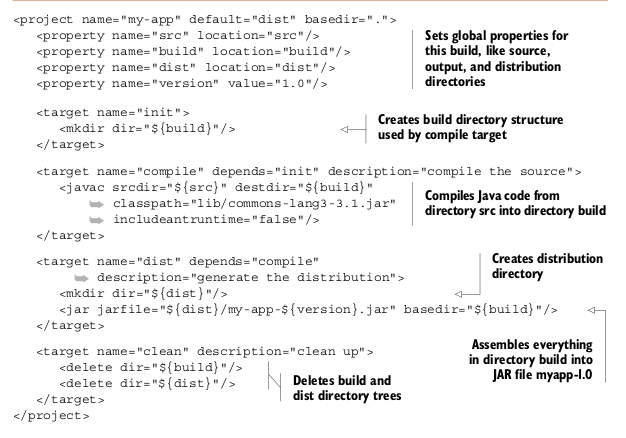 <project name="my-app" default="dist" basedir=".">
<property name="src" location="src"/>
<property name="build" location="build"/>
<property name="dist" location="dist"/>
<property name="version" value="1.0"/>
Sets global properties for
this build, like source,
output, and distribution
directories
<target name="init">
<mkdir dir="${build}"/>
</target>
Creates build directory structure
used by compile target
<target name="compile" depends="init" description="compile the source">
<javac srcdir="${src}" destdir="${build}"
classpath="lib/commons-lang3-3.1.jar"
includeantruntime="false"/>
</target>
Compiles Java code from
directory src into directory build
<target name="dist" depends="compile"
description="generate the distribution">
<mkdir dir="${dist}"/>
Creates distribution
directory
<jar jarfile="${dist}/my-app-${version}.jar" basedir="${build}"/>
</target>
Assembles everything
in directory build into
JAR file myapp-1.0
<target name="clean" description="clean up">
<delete dir="${build}"/>
<delete dir="${dist}"/>
</target>
Deletes build and
dist directory trees
</project>